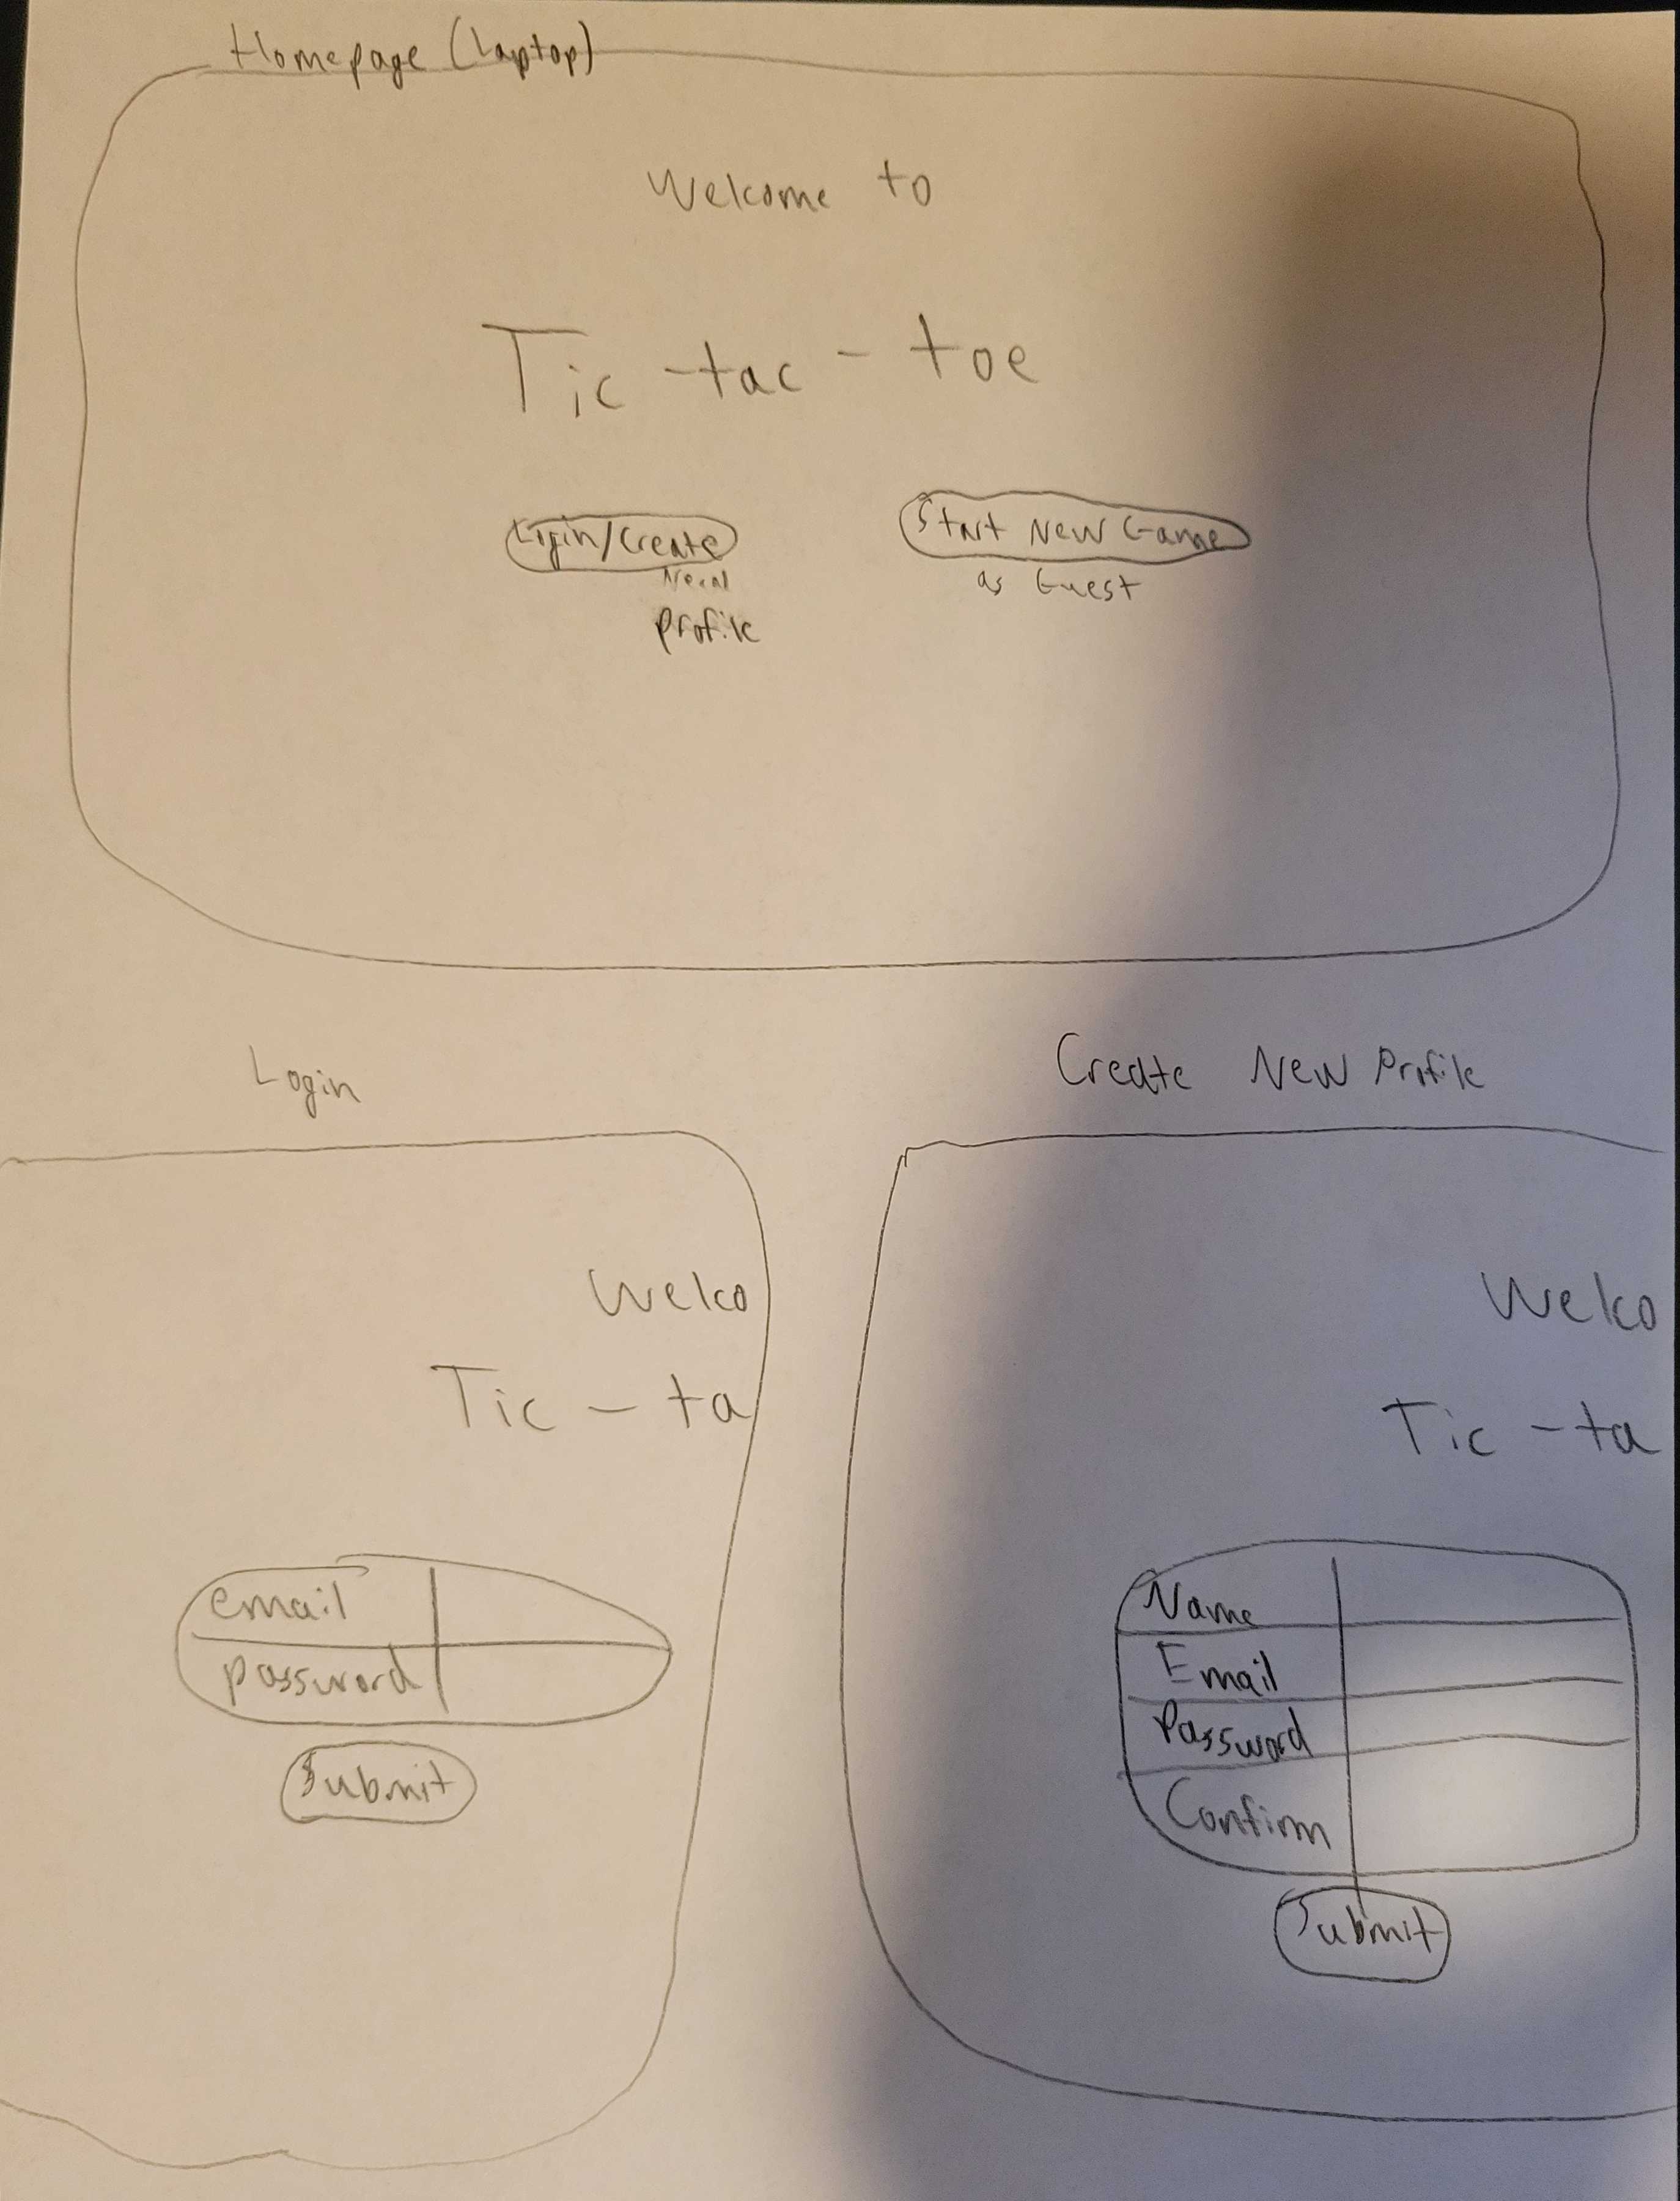 Homepage (Laptop)
Welcome to
Tic-tac-toe
Login/Create
New
Profile
Start New Game
as Guest
Login
Welco
Tic-ta
email
password
Submit
Create New Profile
Welco
Tic-ta
Name
Email
Password
Confirm
Submit